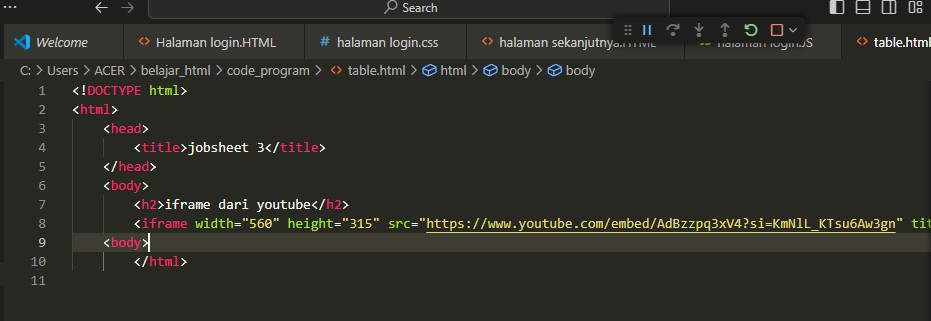 Search
Welcome Halaman login.HTML halaman login.css halaman sekanjutnya.HTML halaman login.JS table.html
C: > Users > ACER > belajar_html > code_program > table.html > html > body > body
1 <!DOCTYPE html>
2 <html>
3 <head>
4 <title>jobsheet 3</title>
5 </head>
6 <body>
7 <h2>iframe dari youtube</h2>
8 <iframe width="560" height="315" src="https://www.youtube.com/embed/AdBzzpq3xV4?si=KmNlL_KTsu6Aw3gn" tit
9 <body>
10 </html>
11